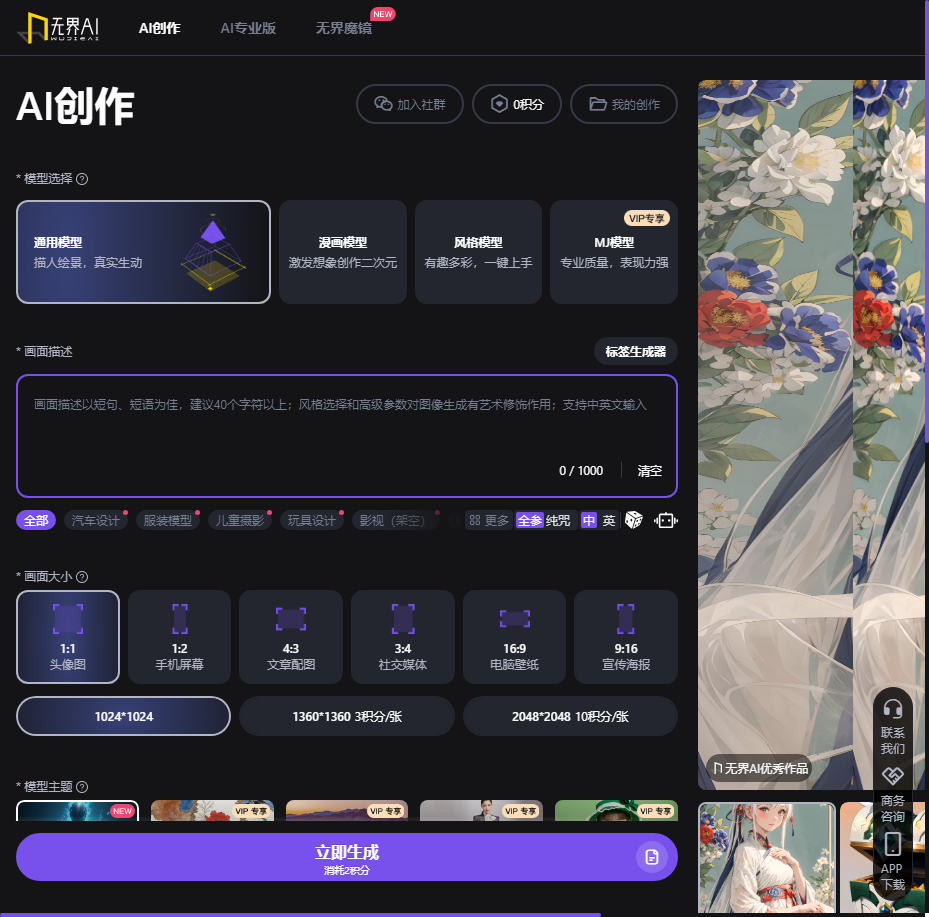 无界AI
WUJIEAI
AI创作
AI专业版
无界魔镜
NEW
AI创作
加入社群
0积分
我的创作
* 模型选择
通用模型
描人绘景，真实生动
漫画模型
激发想象创作二次元
风格模型
有趣多彩，一键上手
VIP专享
MJ模型
专业质量，表现力强
* 画面描述
标签生成器
画面描述以短句、短语为佳，建议40个字符以上；风格选择和高级参数对图像生成有艺术修饰作用；支持中英文输入
0 / 1000
清空
全部 汽车设计 服装模型 儿童摄影 玩具设计 影视（架空） 更多 全参 纯咒 中 英
* 画面大小
1:1
头像图
1:2
手机屏幕
4:3
文章配图
3:4
社交媒体
16:9
电脑壁纸
9:16
宣传海报
1024*1024
1360*1360 3积分/张
2048*2048 10积分/张
* 模型主题
NEW
VIP 专享
VIP 专享
VIP 专享
VIP 专享
立即生成
消耗2积分
无界AI优秀作品
联系
我们
商务
咨询
APP
下载